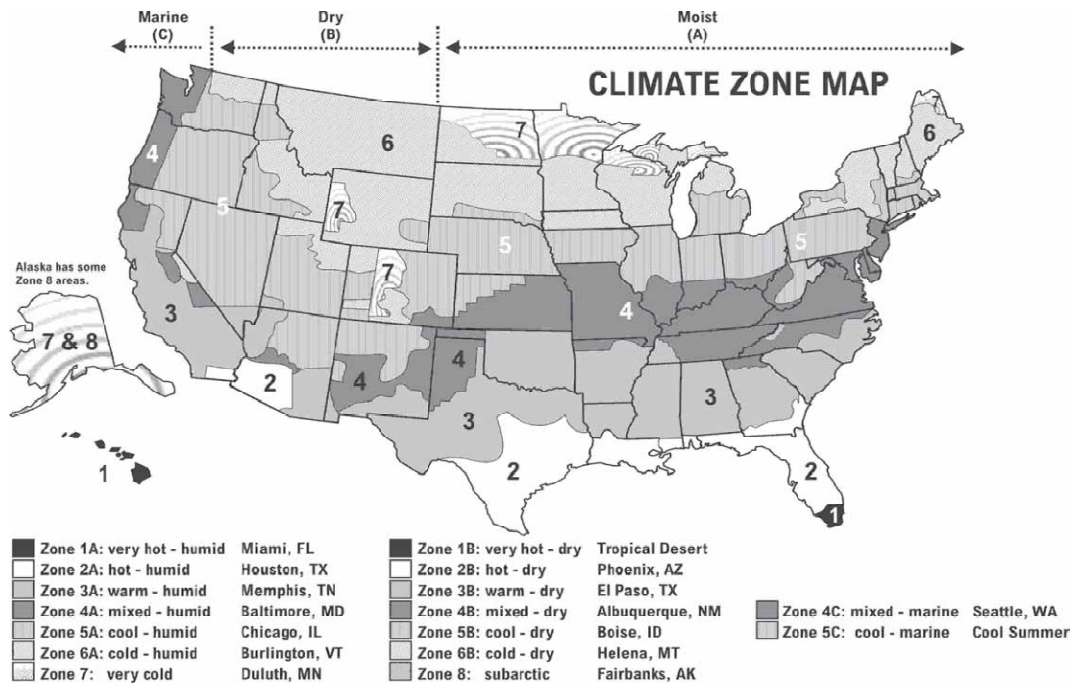 Marine
(C)
Dry
(B)
Moist
(A)
CLIMATE ZONE MAP
7
7
6
6
4
7
5
5
5
7
Alaska has some
Zone 8 areas.
3
4
7 & 8
4
2
4
3
3
2
2
1
1
Zone 1A: very hot - humid Miami, FL
Zone 2A: hot - humid Houston, TX
Zone 3A: warm - humid Memphis, TN
Zone 4A: mixed - humid Baltimore, MD
Zone 5A: cool - humid Chicago, IL
Zone 6A: cold - humid Burlington, VT
Zone 7: very cold Duluth, MN
Zone 1B: very hot - dry Tropical Desert
Zone 2B: hot - dry Phoenix, AZ
Zone 3B: warm - dry El Paso, TX
Zone 4B: mixed - dry Albuquerque, NM
Zone 5B: cool - dry Boise, ID
Zone 6B: cold - dry Helena, MT
Zone 8: subarctic Fairbanks, AK
Zone 4C: mixed - marine Seattle, WA
Zone 5C: cool - marine Cool Summer